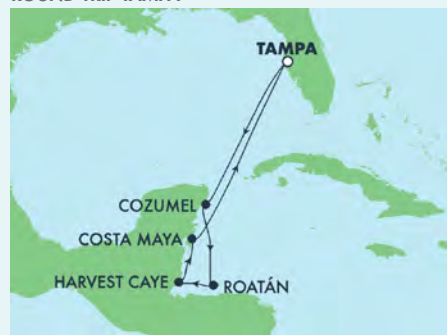 TAMPA
COZUMEL
COSTA MAYA
HARVEST CAYE
ROATÁN